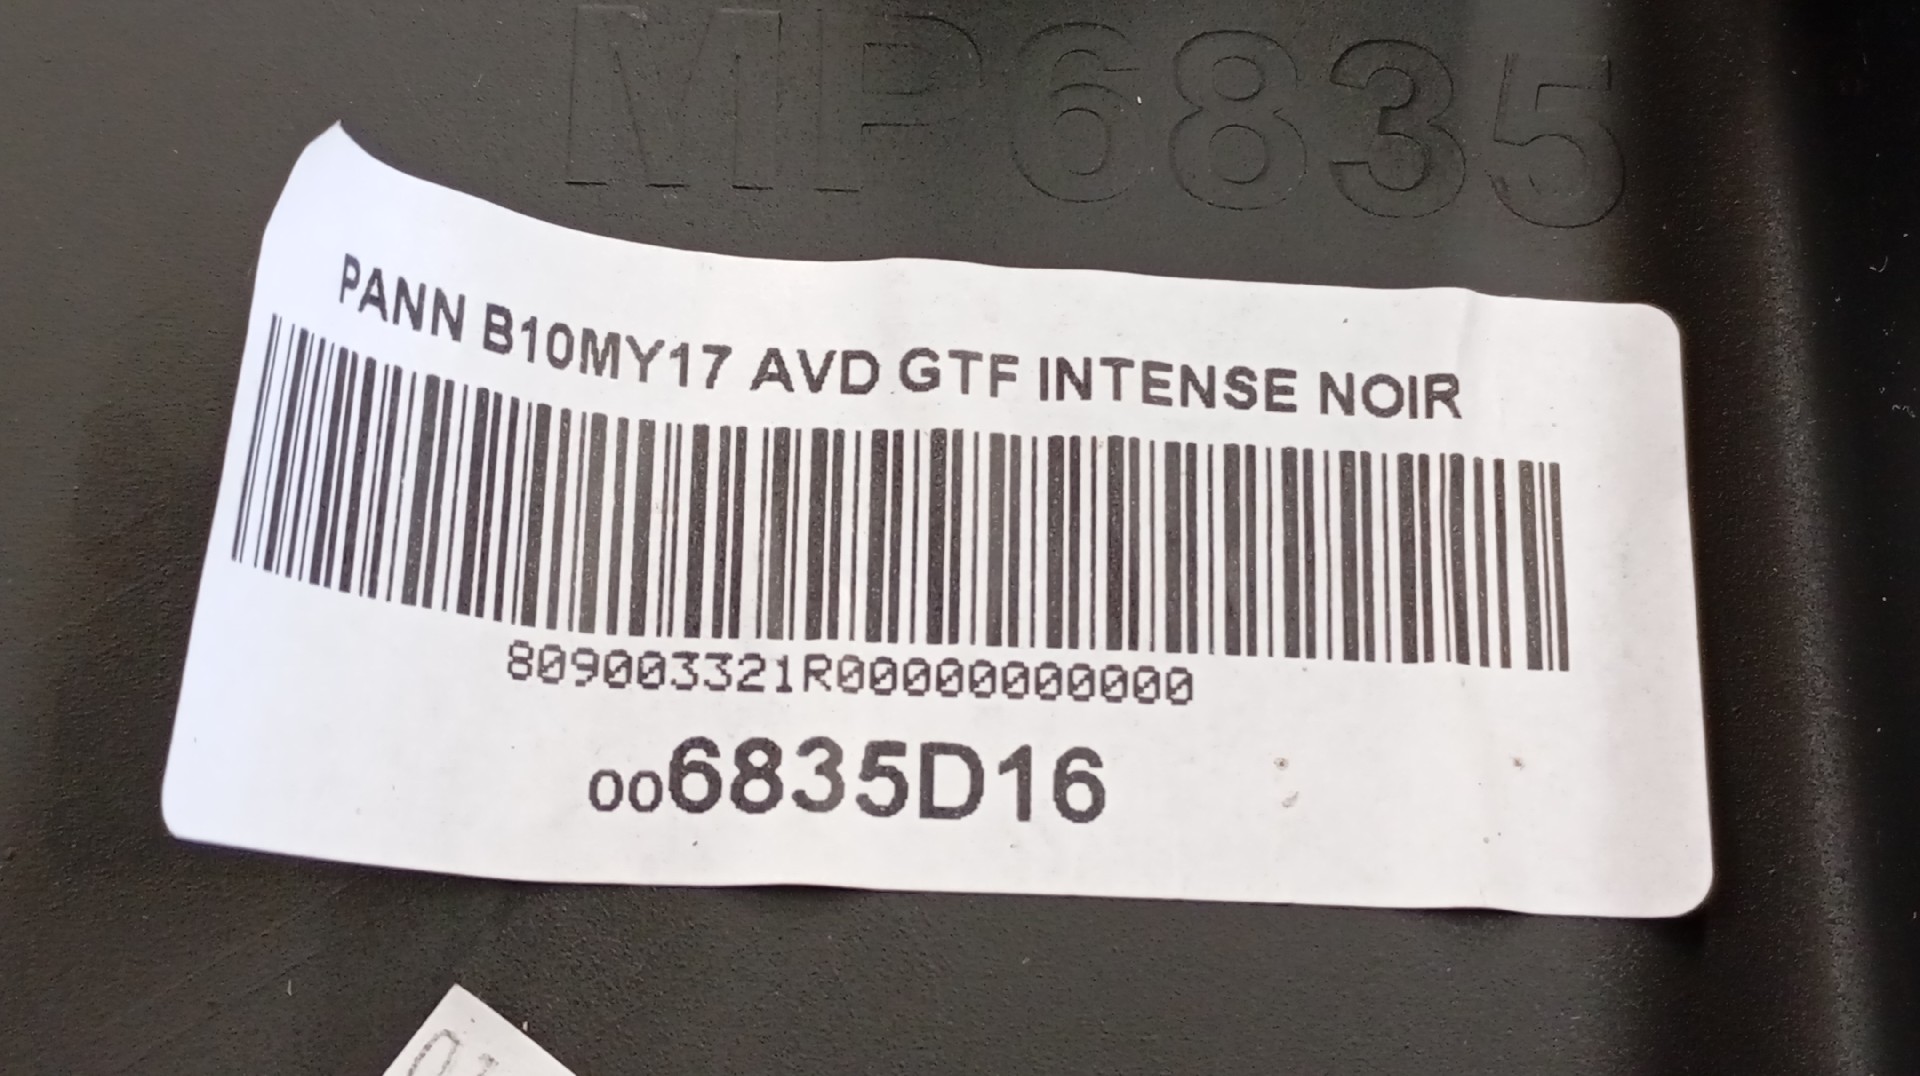 MP6835
PANN B10MY17 AVD GTF INTENSE NOIR
809003321R00000000000
006835D16